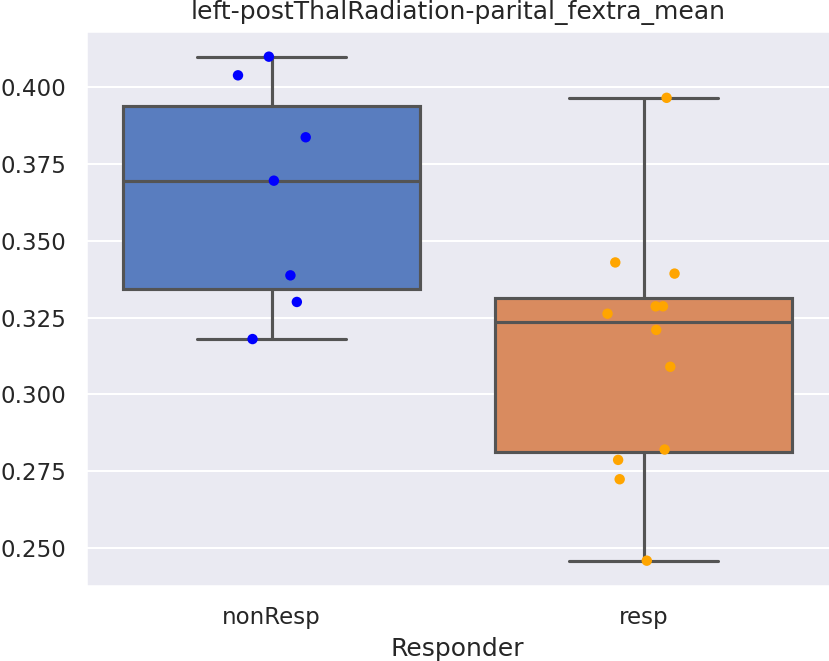 left-postThalRadiation-parital_fextra_mean
0.400
0.375
0.350
0.325
0.300
0.275
0.250
nonResp
resp
Responder